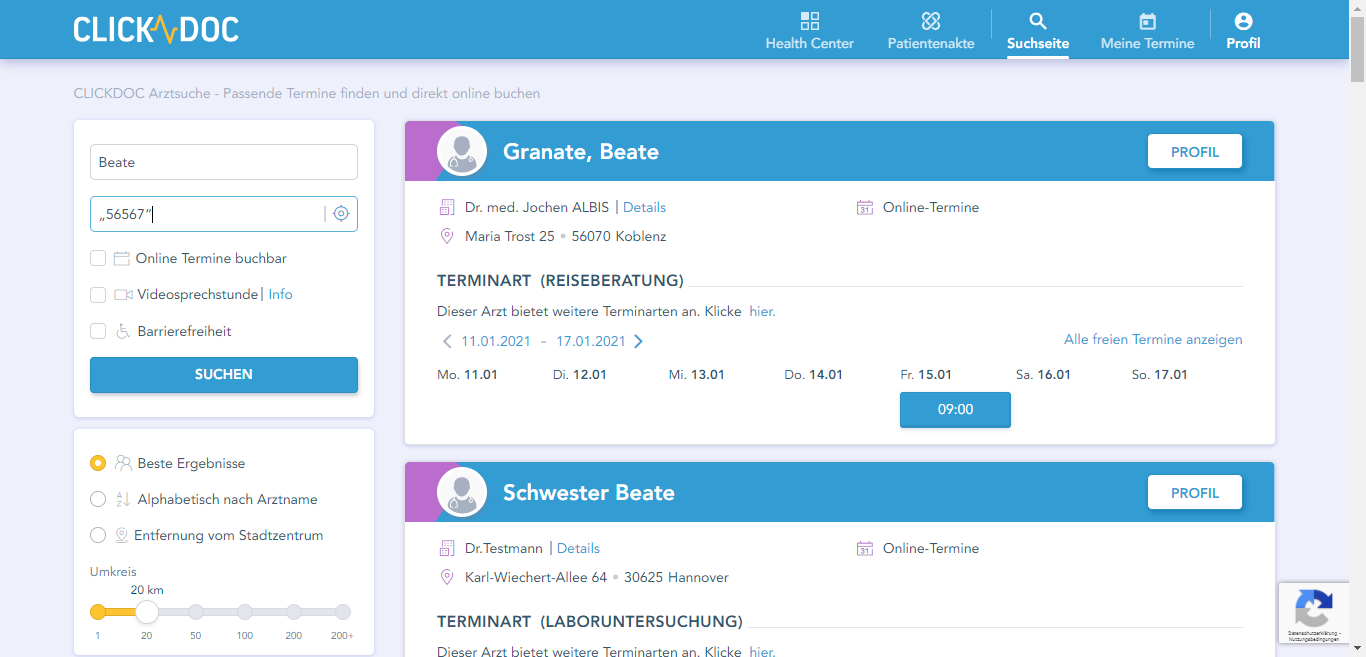 CLICKDOC
Health Center
Patientenakte
Suchseite
Meine Termine
Profil
CLICKDOC Arztsuche - Passende Termine finden und direkt online buchen
Beate
„56567“
Online Termine buchbar
Videosprechstunde | Info
Barrierefreiheit
SUCHEN
Beste Ergebnisse
A
Z
Alphabetisch nach Arztname
Entfernung vom Stadtzentrum
Umkreis
20 km
1 20 50 100 200 200+
Granate, Beate
PROFIL
Dr. med. Jochen ALBIS | Details
31 Online-Termine
Maria Trost 25 • 56070 Koblenz
TERMINART (REISEBERATUNG)
Dieser Arzt bietet weitere Terminarten an. Klicke hier.
11.01.2021 - 17.01.2021
Alle freien Termine anzeigen
Mo. 11.01 Di. 12.01 Mi. 13.01 Do. 14.01 Fr. 15.01 Sa. 16.01 So. 17.01
09:00
Schwester Beate
PROFIL
Dr.Testmann | Details
31 Online-Termine
Karl-Wiechert-Allee 64 • 30625 Hannover
TERMINART (LABORUNTERSUCHUNG)
Dieser Arzt bietet weitere Terminarten an. Klicke hier.
Datenschutzerklärung -
Nutzungsbedingungen